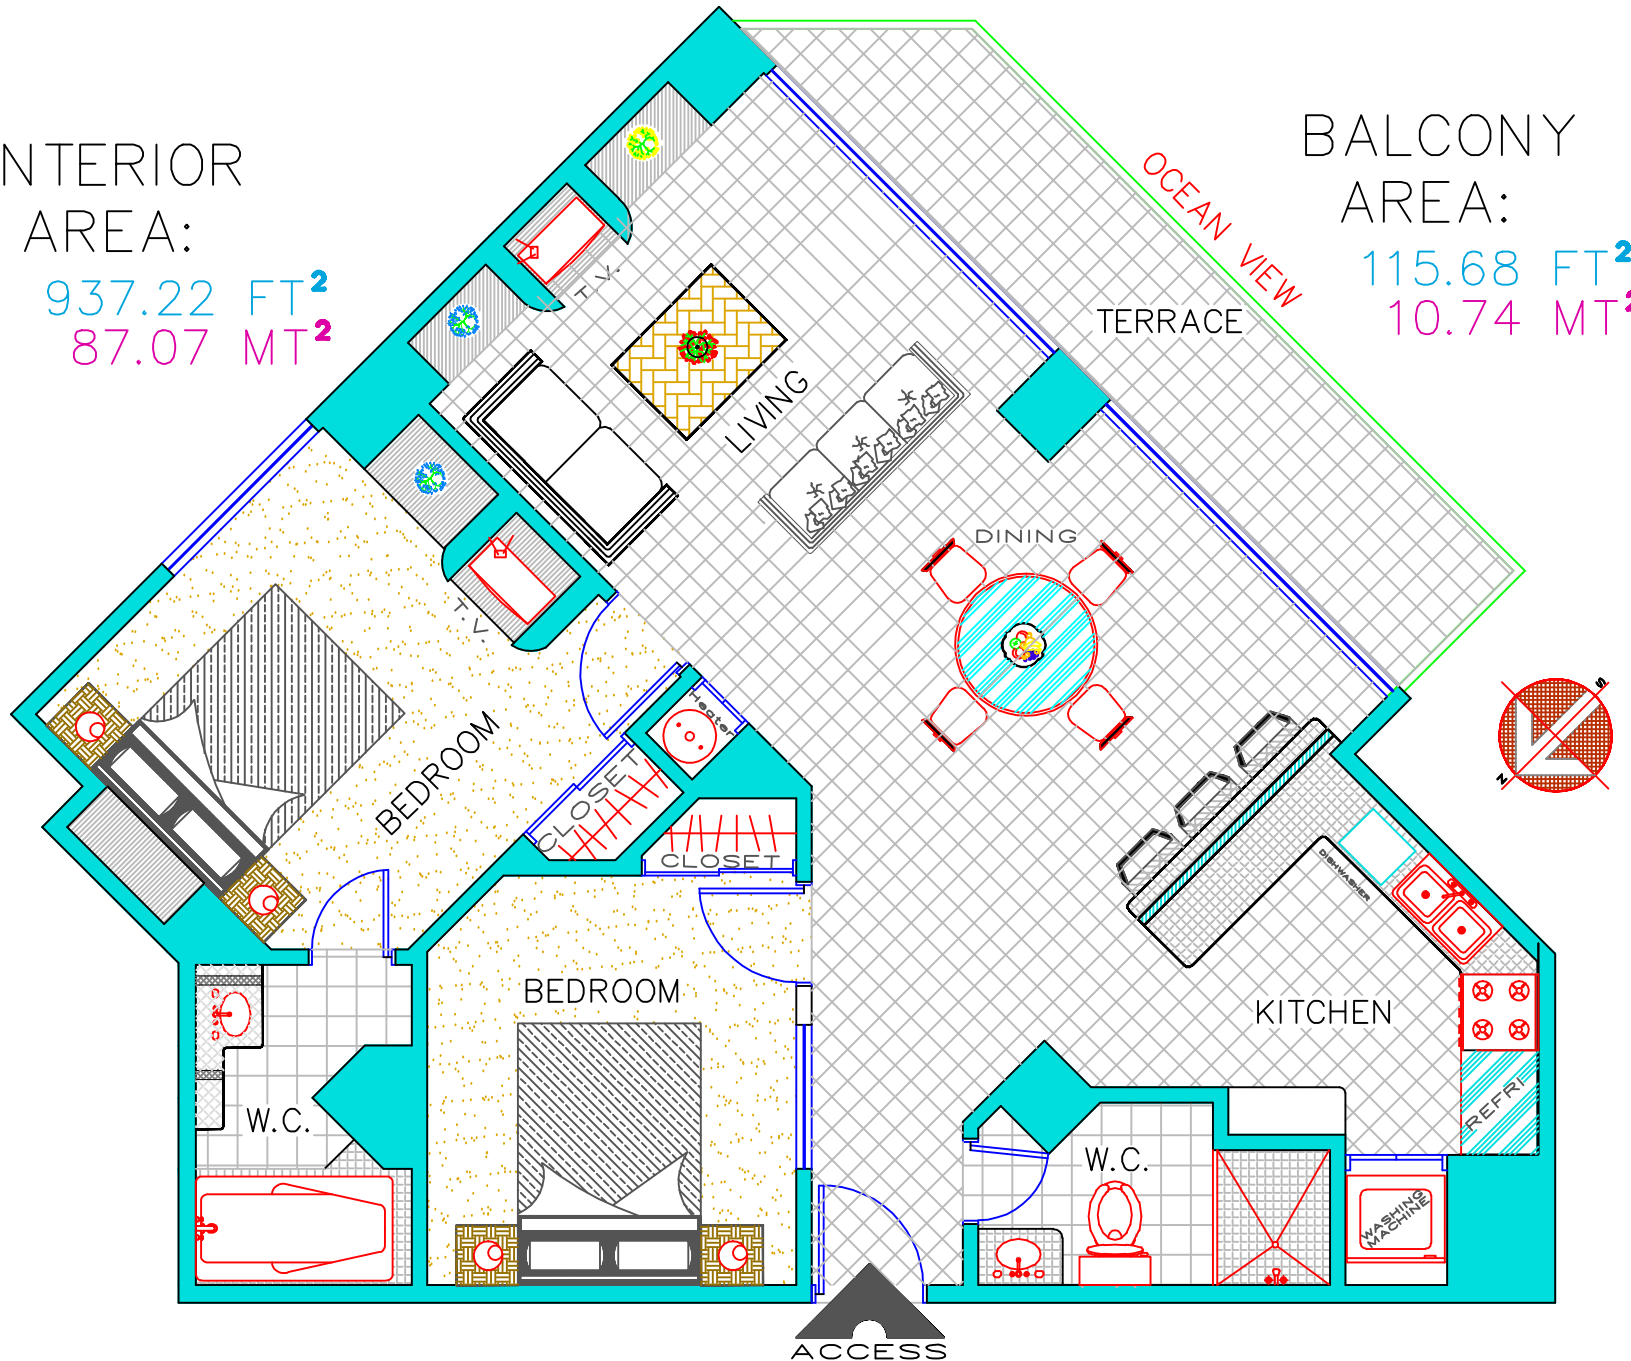 NTERIOR
AREA:
937.22 FT²
87.07 MT²
BALCONY
AREA:
115.68 FT²
10.74 MT²
OCEAN VIEW
TERRACE
T.V.
LIVING
DINING
T.V.
Heater
BEDROOM
CLOSET
CLOSET
S
N
DISHWASHER
BEDROOM
KITCHEN
REFRI
W.C.
W.C.
WASHING
MACHINE
ACCESS